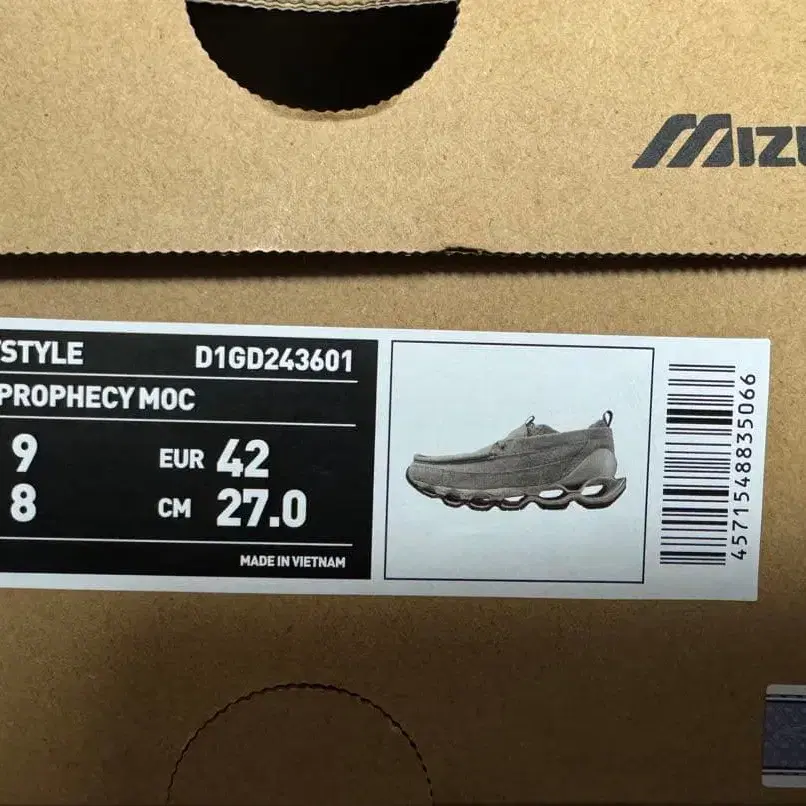 MIZU
STYLE D1GD243601
PROPHECY MOC
9 EUR 42
8 CM 27.0
MADE IN VIETNAM
4571548835066